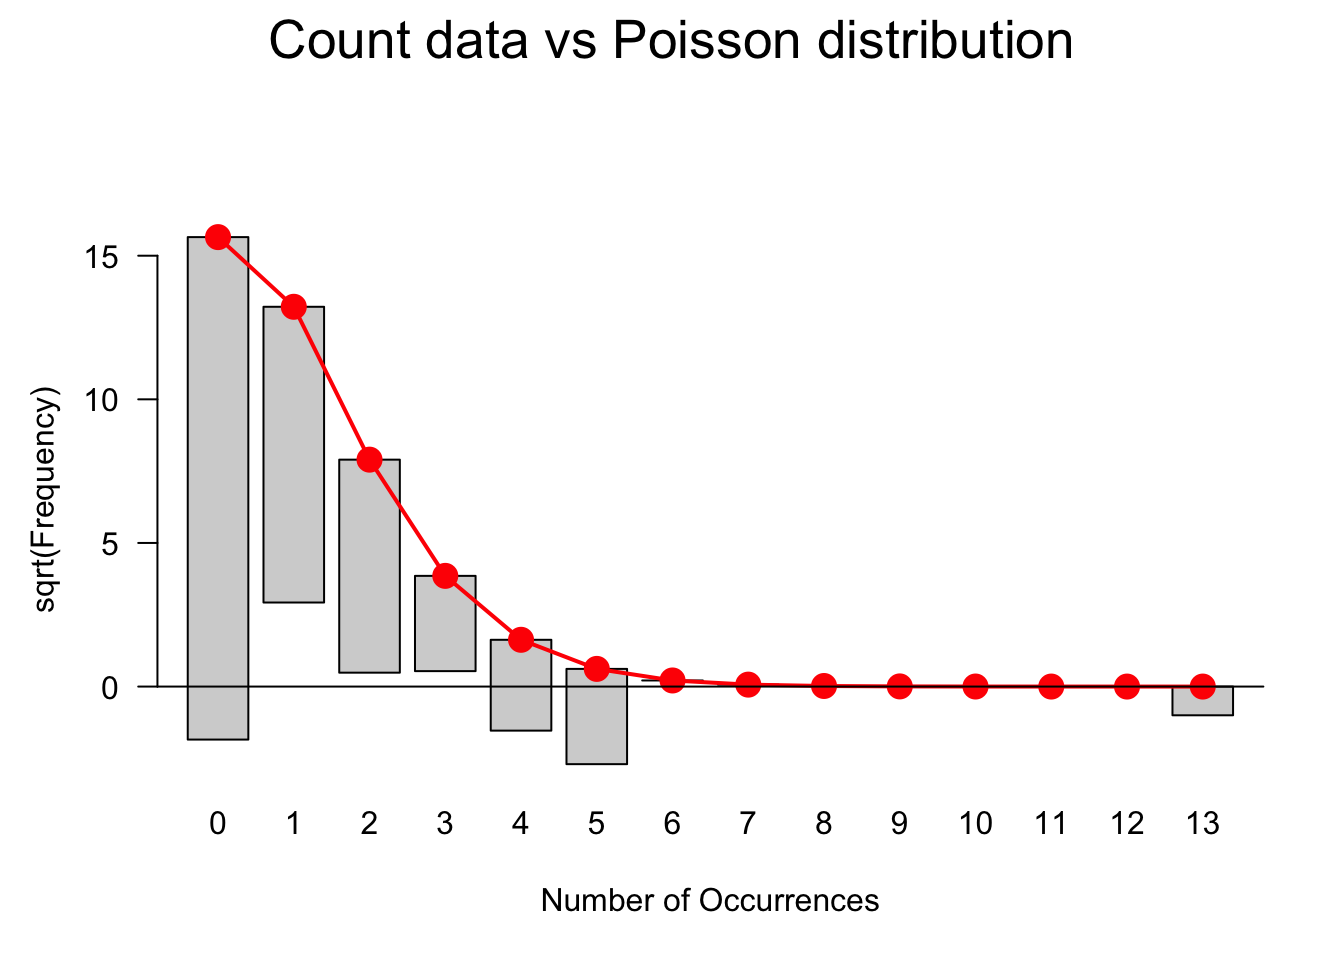 Count data vs Poisson distribution
sqrt(Frequency)
15
10
5
0
0 1 2 3 4 5 6 7 8 9 10 11 12 13
Number of Occurrences